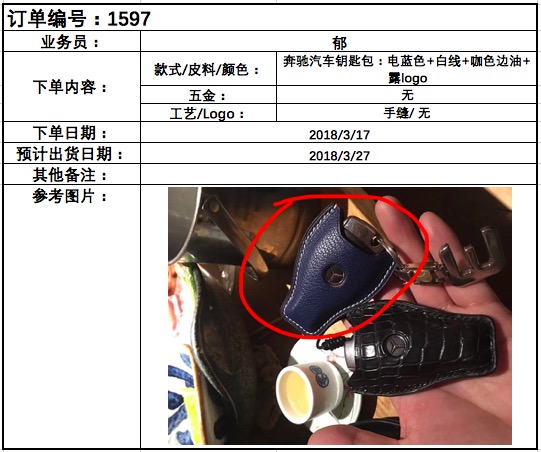 订单编号：1597
业务员： 郁
下单内容： 款式/皮料/颜色： 奔驰汽车钥匙包：电蓝色+白线+咖色边油+
露logo
五金： 无
工艺/Logo： 手缝/ 无
下单日期： 2018/3/17
预计出货日期： 2018/3/27
其他备注：
参考图片：